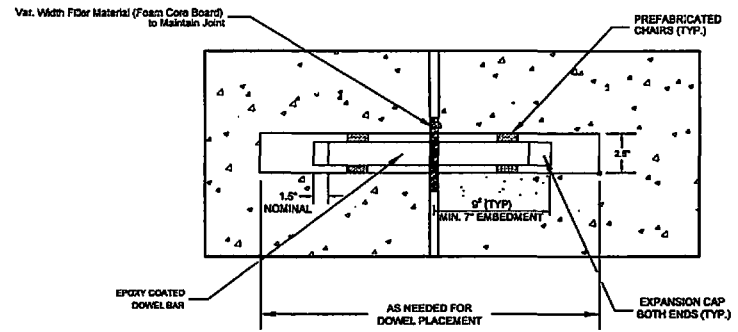 Var. Width Filler Material (Foam Core Board)
to Maintain Joint
PREFABRICATED
CHAIRS (TYP.)
2.5"
1.5"
NOMINAL
9" (TYP)
MIN. 7" EMBEDMENT
EPOXY COATED
DOWEL BAR
AS NEEDED FOR
DOWEL PLACEMENT
EXPANSION CAP
BOTH ENDS (TYP.)